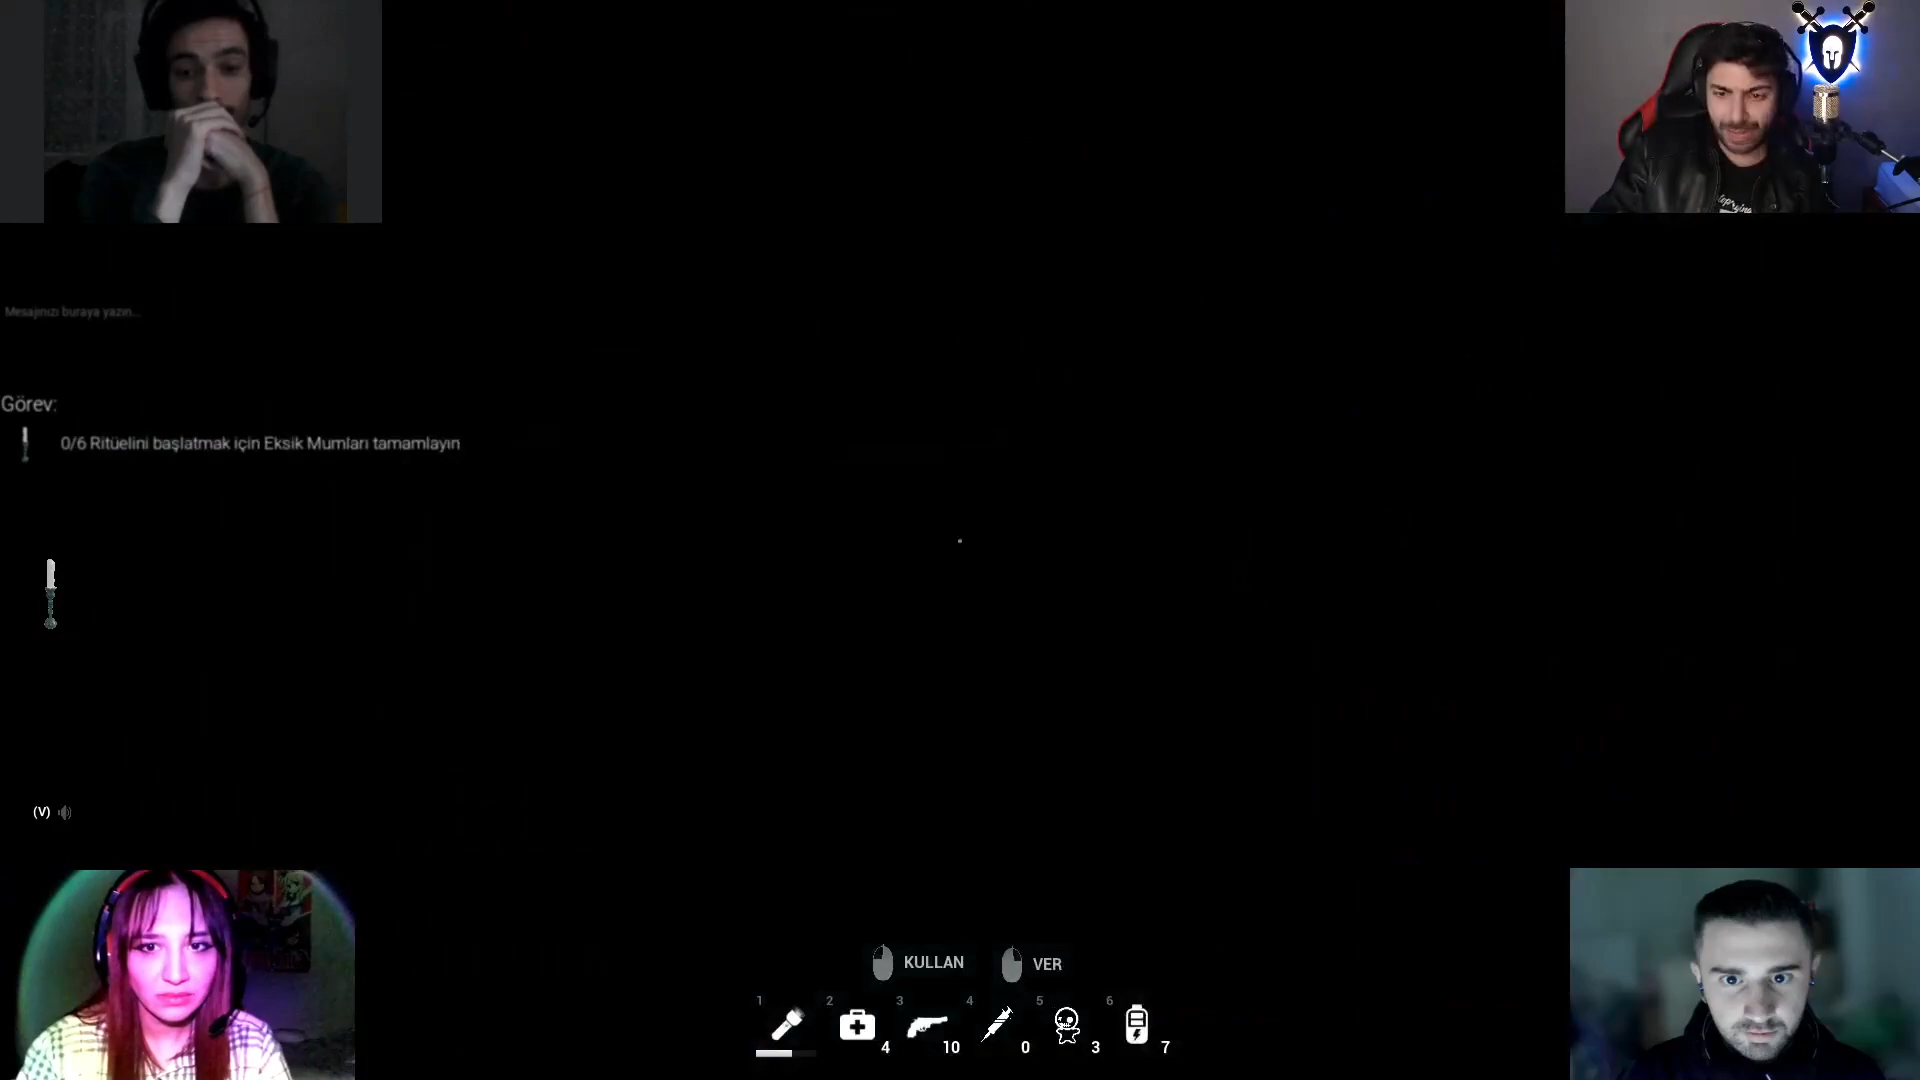 Mesajınızı buraya yazın...
Görev:
0/6 Ritüelini başlatmak için Eksik Mumları tamamlayın
(V)
KULLAN
VER
1 2 3 4 5 6
4 10 0 3 7